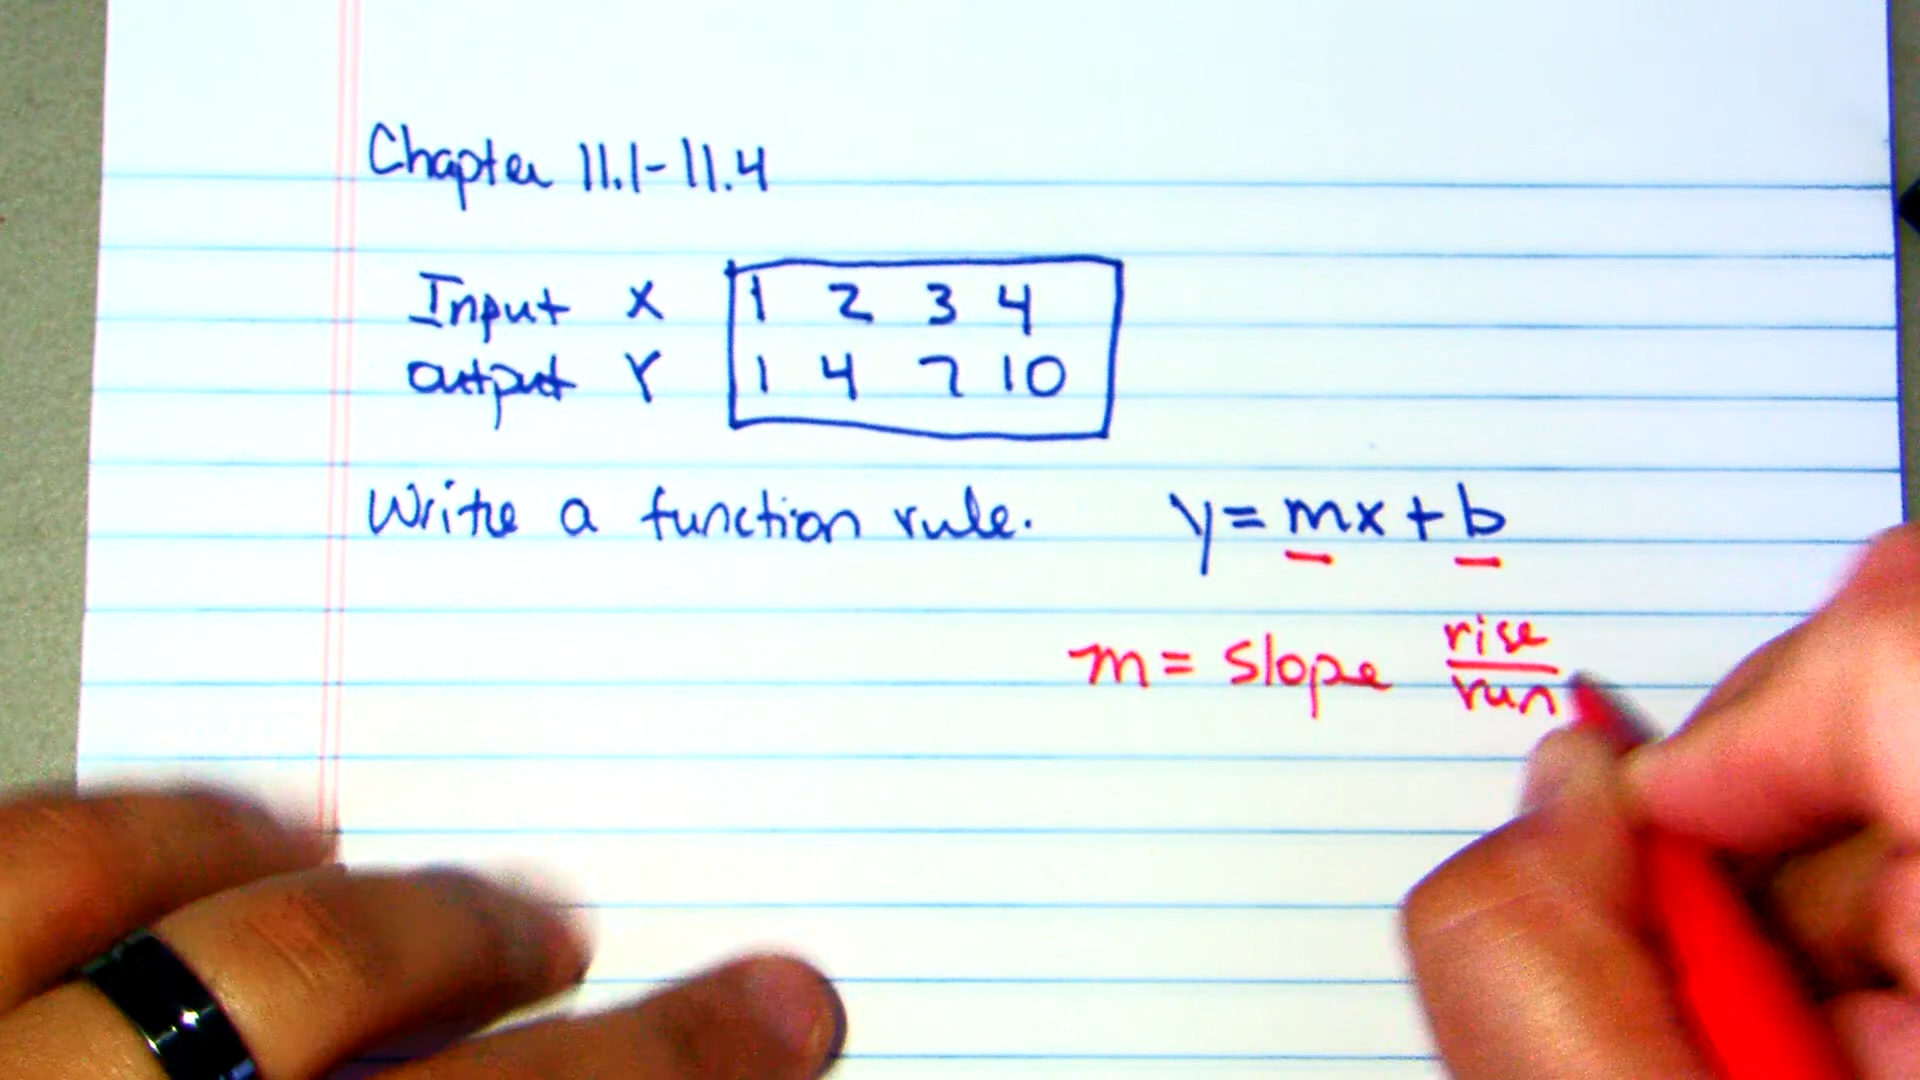 Chapter 11.1-11.4
Input X 1 2 3 4
output Y 1 4 7 10
Write a function rule. y = mx + b
m = slope rise/run